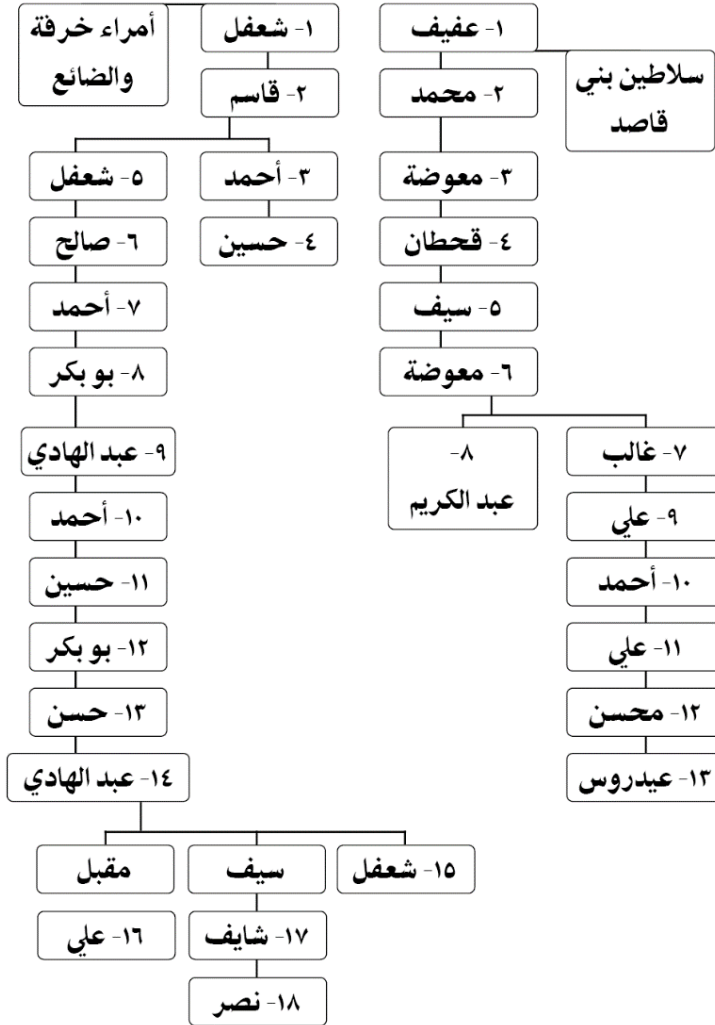 سلاطين بني
قاصد
١- عفيف
٢- محمد
٣- معوضة
٤- قحطان
٥- سيف
٦- معوضة
٧- غالب
٨-
عبد الكريم
٩- علي
١٠- أحمد
١١- علي
١٢- محسن
١٣- عيدروس
١- شعفل
أمراء خرفة
والضائع
٢- قاسم
٣- أحمد
٤- حسين
٥- شعفل
٦- صالح
٧- أحمد
٨- بو بكر
٩- عبد الهادي
١٠- أحمد
١١- حسين
١٢- بو بكر
١٣- حسن
١٤- عبد الهادي
١٥- شعفل
سيف
مقبل
١٧- شايف
١٦- علي
١٨- نصر